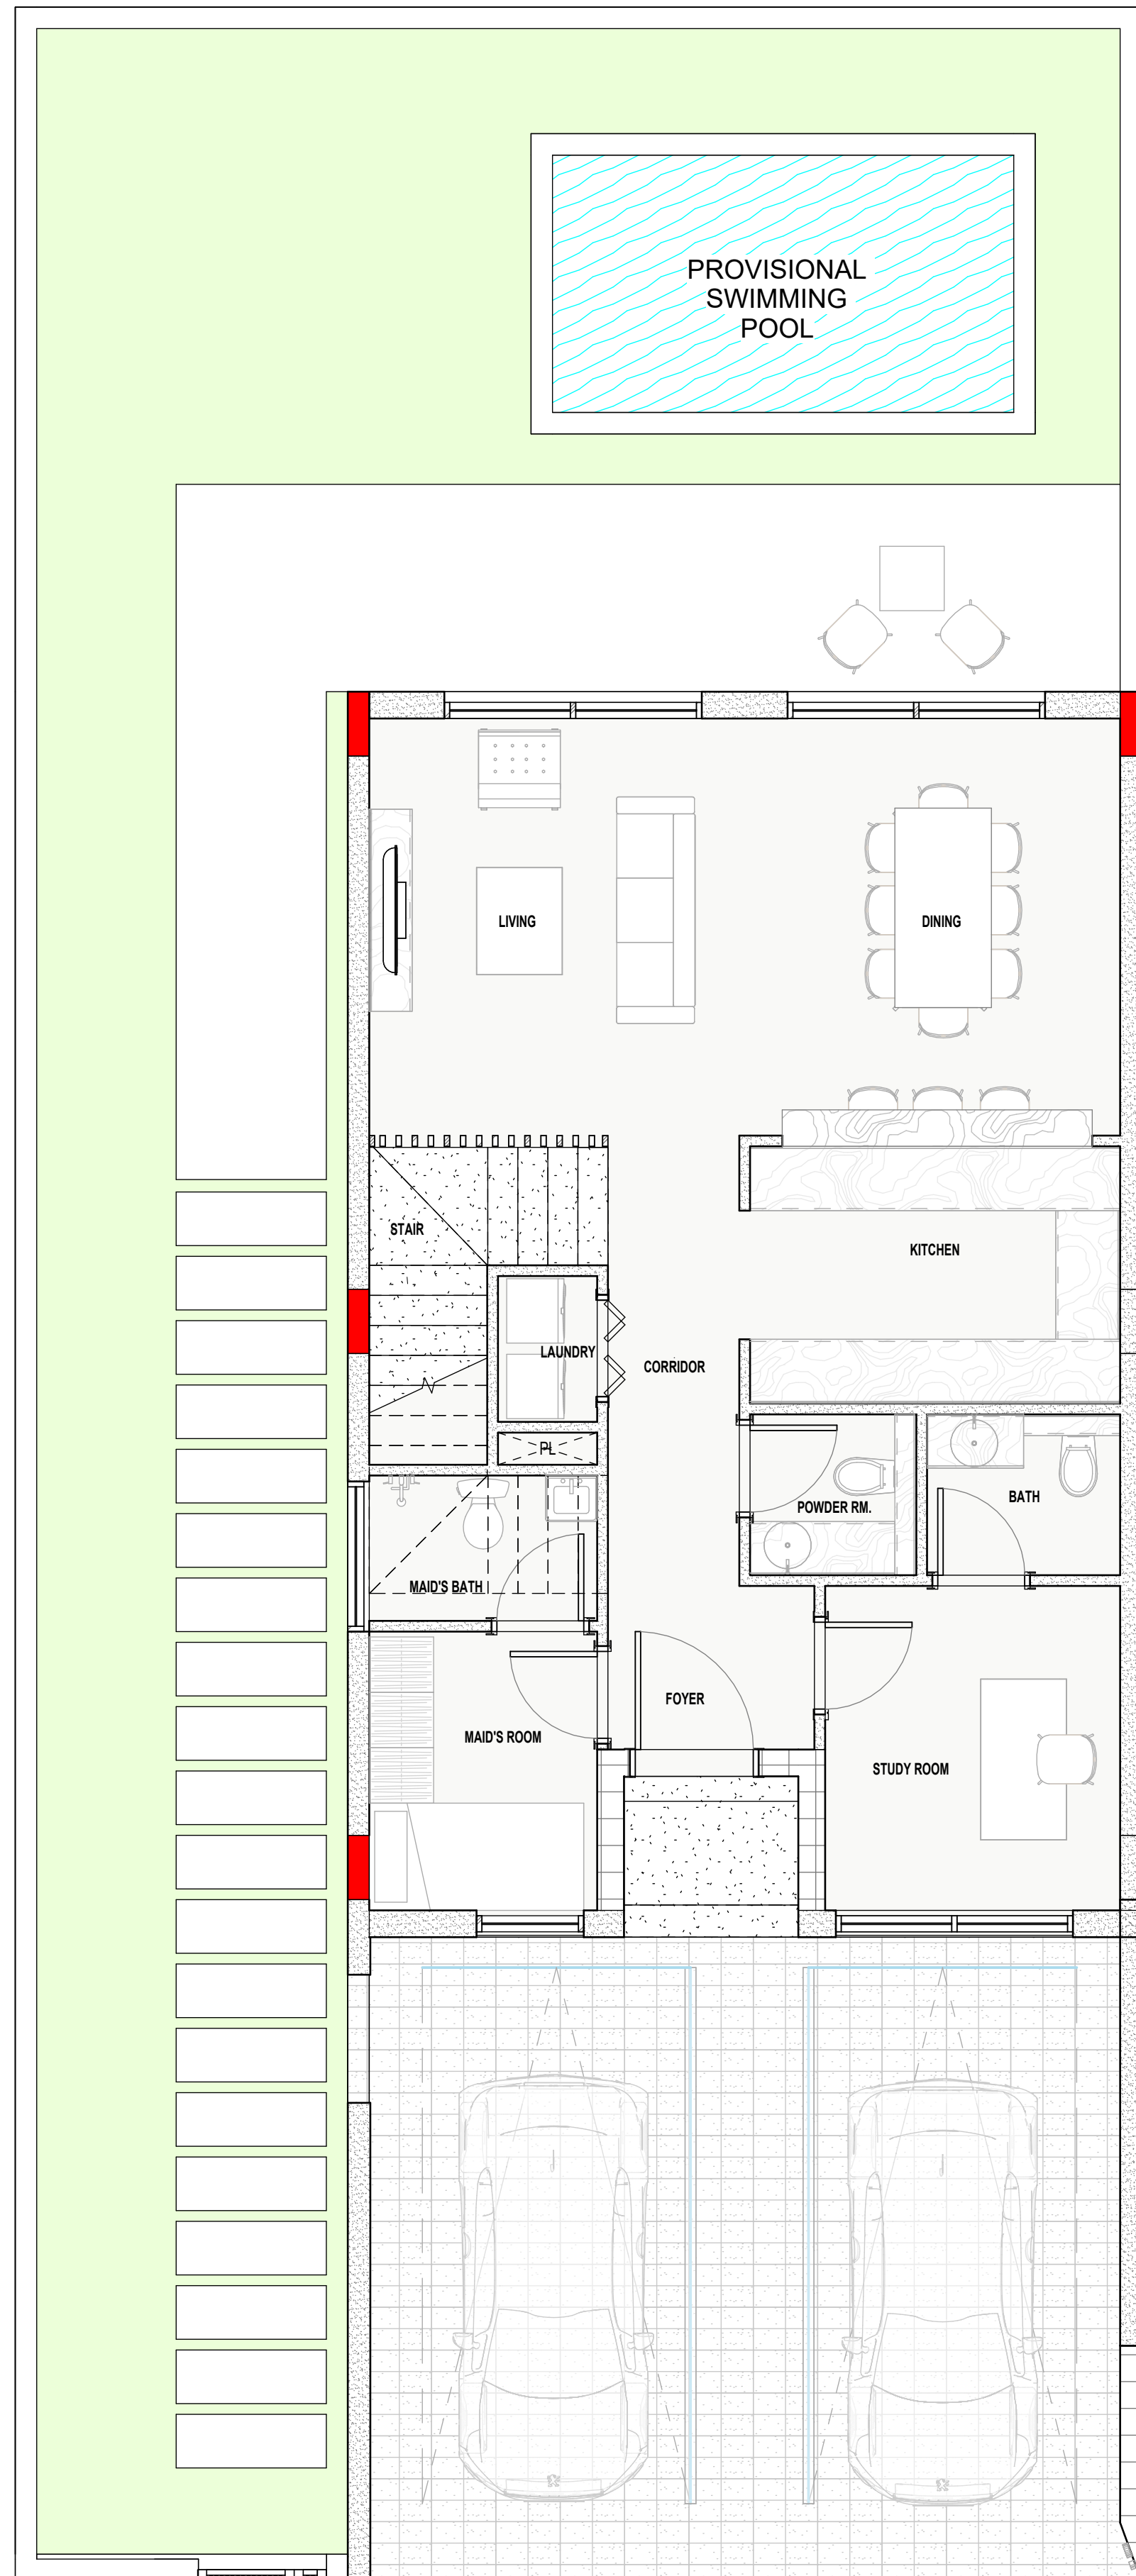 PROVISIONAL
SWIMMING
POOL
LIVING
DINING
STAIR
KITCHEN
LAUNDRY
CORRIDOR
PL
POWDER RM.
BATH
MAID'S BATH
FOYER
MAID'S ROOM
STUDY ROOM